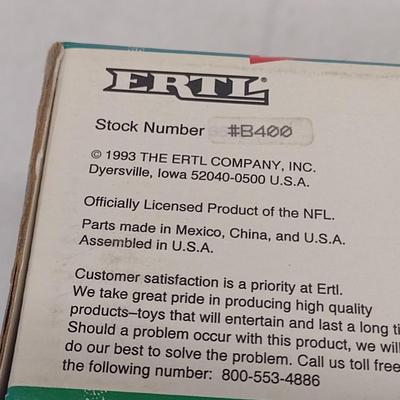 ERTL®
Stock Number #B400
© 1993 THE ERTL COMPANY, INC.
Dyersville, Iowa 52040-0500 U.S.A.
Officially Licensed Product of the NFL.
Parts made in Mexico, China, and U.S.A.
Assembled in U.S.A.
Customer satisfaction is a priority at Ertl.
We take great pride in producing high quality
products–toys that will entertain and last a long
Should a problem occur with this product, we will
do our best to solve the problem. Call us toll free
the following number: 800-553-4886